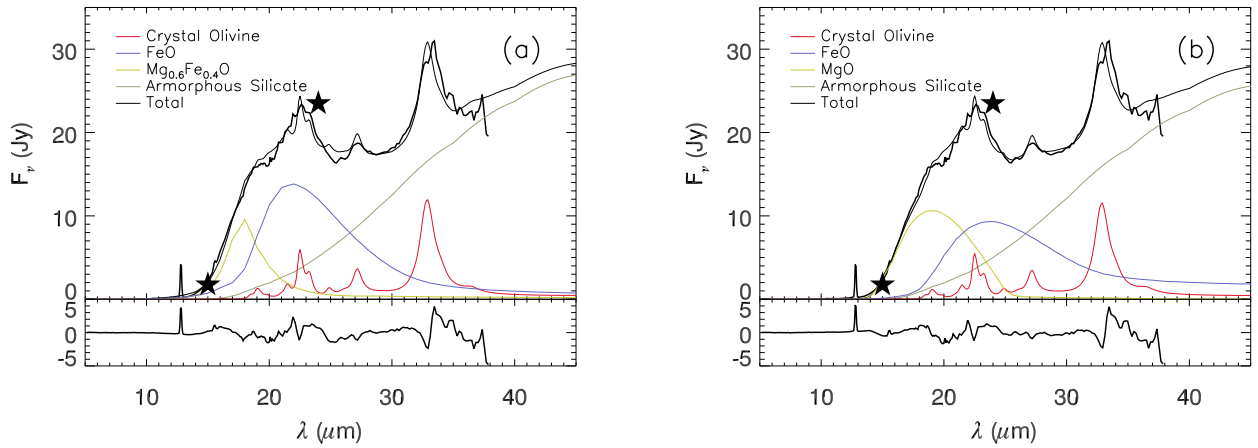 (a)
Crystal Olivine
FeO
Mg0.6Fe0.4O
Armorphous Silicate
Total
Fν (Jy)
30
20
10
0
5
0
-5
10 20 30 40
λ (μm)
(b)
Crystal Olivine
FeO
MgO
Armorphous Silicate
Total
Fν (Jy)
30
20
10
0
5
0
-5
10 20 30 40
λ (μm)